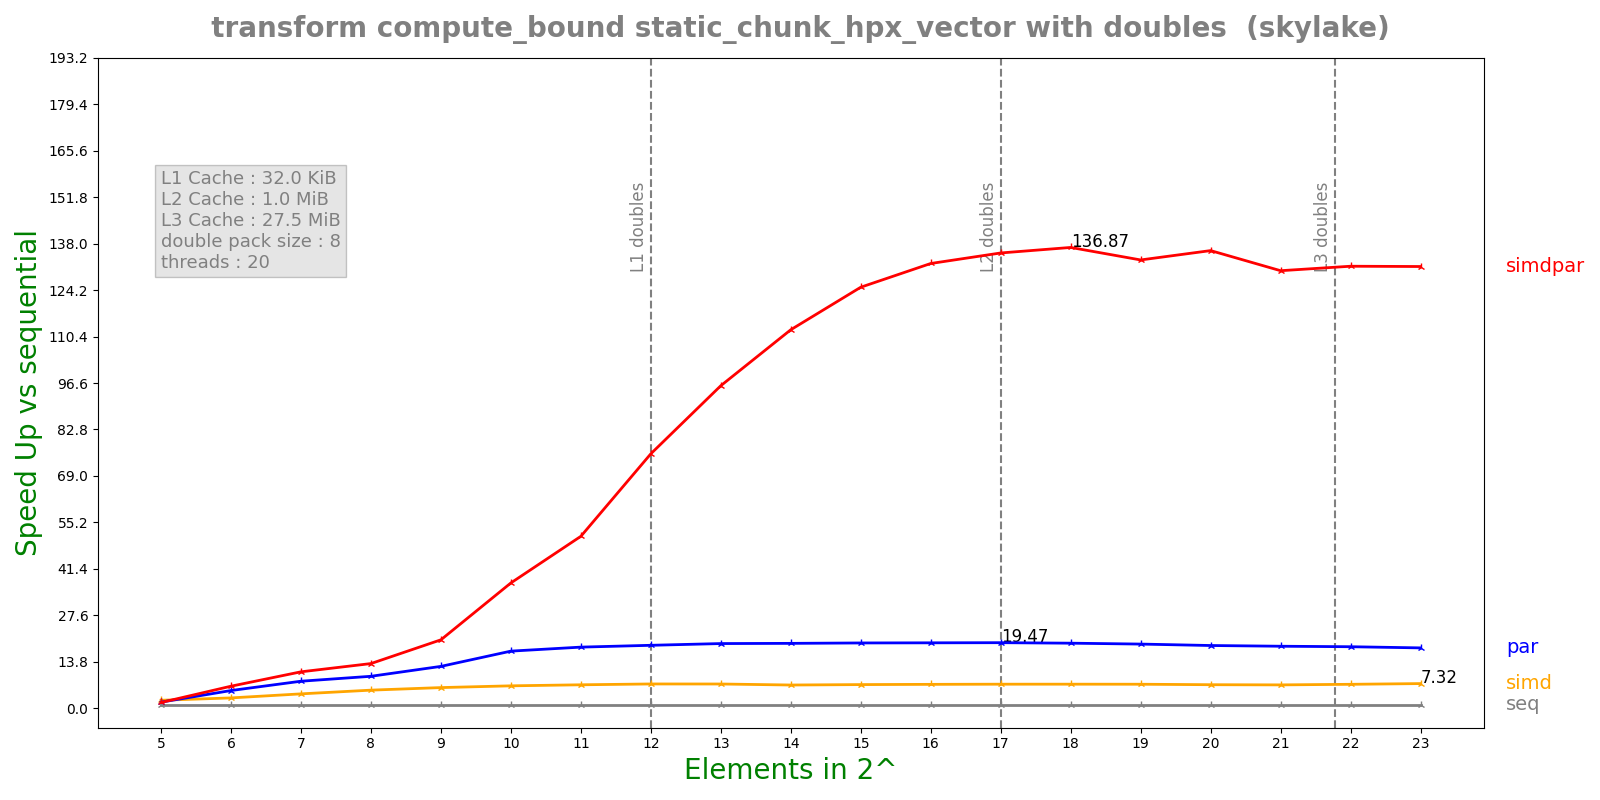 transform compute_bound static_chunk_hpx_vector with doubles (skylake)
193.2
179.4
165.6
151.8
138.0
124.2
110.4
96.6
82.8
69.0
55.2
41.4
27.6
13.8
0.0
Speed Up vs sequential
L1 Cache : 32.0 KiB
L2 Cache : 1.0 MiB
L3 Cache : 27.5 MiB
double pack size : 8
threads : 20
L1 doubles
L2 doubles
L3 doubles
136.87
19.47
7.32
simdpar
par
simd
seq
5 6 7 8 9 10 11 12 13 14 15 16 17 18 19 20 21 22 23
Elements in 2^